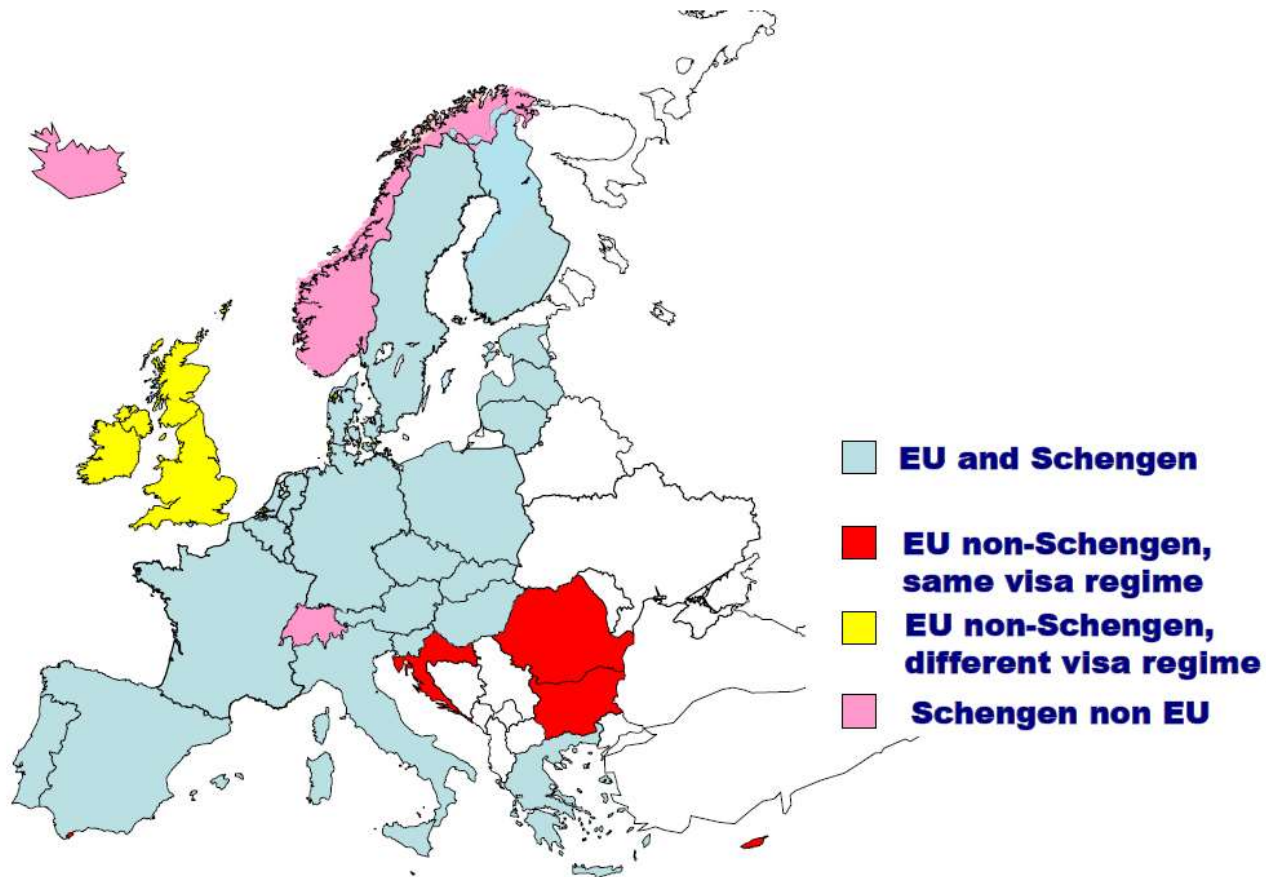 EU and Schengen
EU non-Schengen,
same visa regime
EU non-Schengen,
different visa regime
Schengen non EU